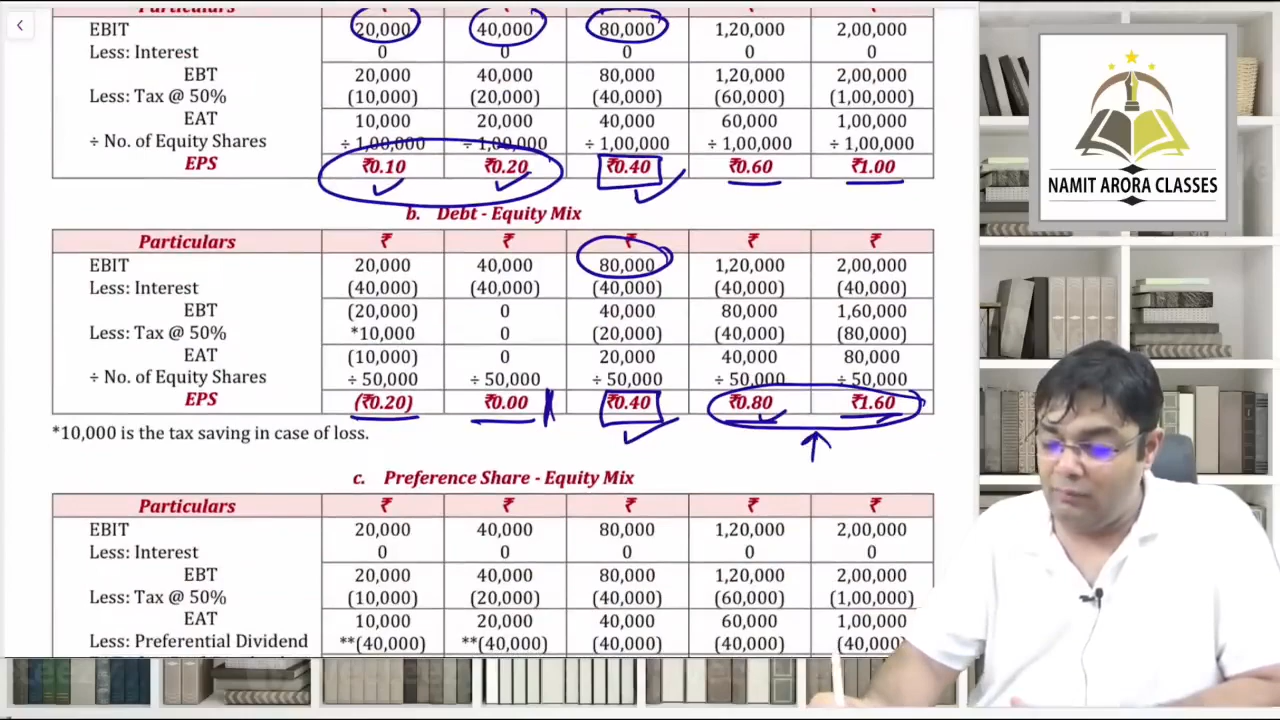 Particulars ₹ ₹ ₹ ₹ ₹
EBIT 20,000 40,000 80,000 1,20,000 2,00,000
Less: Interest 0 0 0 0 0
EBT 20,000 40,000 80,000 1,20,000 2,00,000
Less: Tax @ 50% (10,000) (20,000) (40,000) (60,000) (1,00,000)
EAT 10,000 20,000 40,000 60,000 1,00,000
÷ No. of Equity Shares ÷ 1,00,000 ÷ 1,00,000 ÷ 1,00,000 ÷ 1,00,000 ÷ 1,00,000
EPS ₹0.10 ₹0.20 ₹0.40 ₹0.60 ₹1.00
b. Debt - Equity Mix
Particulars ₹ ₹ ₹ ₹ ₹
EBIT 20,000 40,000 80,000 1,20,000 2,00,000
Less: Interest (40,000) (40,000) (40,000) (40,000) (40,000)
EBT (20,000) 0 40,000 80,000 1,60,000
Less: Tax @ 50% *10,000 0 (20,000) (40,000) (80,000)
EAT (10,000) 0 20,000 40,000 80,000
÷ No. of Equity Shares ÷ 50,000 ÷ 50,000 ÷ 50,000 ÷ 50,000 ÷ 50,000
EPS (₹0.20) ₹0.00 ₹0.40 ₹0.80 ₹1.60
*10,000 is the tax saving in case of loss.
c. Preference Share - Equity Mix
Particulars ₹ ₹ ₹ ₹ ₹
EBIT 20,000 40,000 80,000 1,20,000 2,00,000
Less: Interest 0 0 0 0 0
EBT 20,000 40,000 80,000 1,20,000 2,00,000
Less: Tax @ 50% (10,000) (20,000) (40,000) (60,000) (1,00,000)
EAT 10,000 20,000 40,000 60,000 1,00,000
Less: Preferential Dividend **(40,000) **(40,000) (40,000) (40,000) (40,000)
NAMIT ARORA CLASSES